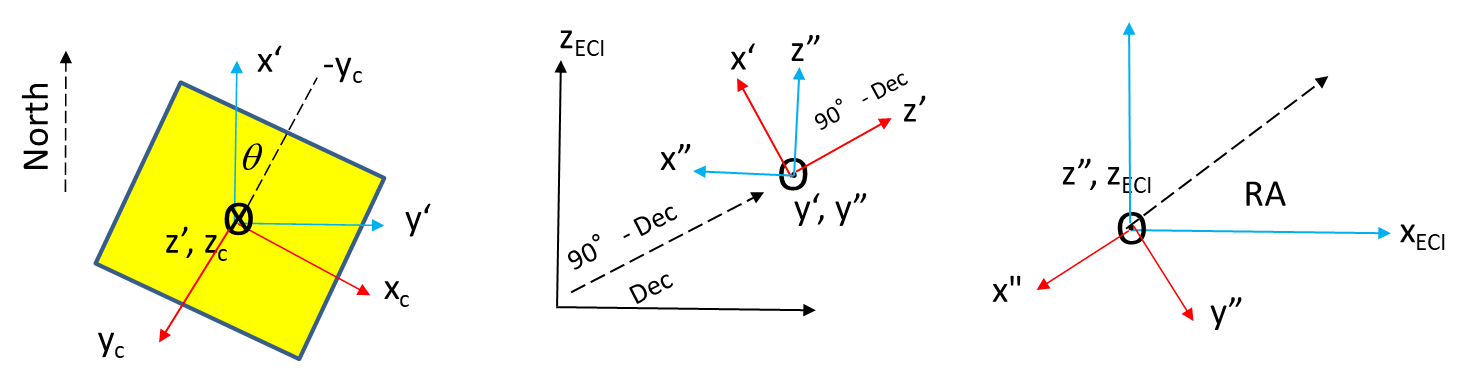 North
x‘
-yc
θ
y‘
z’, zc
xc
yc
zECI
x‘
z”
90° - Dec
z’
x”
y‘, y”
90° - Dec
Dec
z”, zECI
RA
xECI
x"
y”